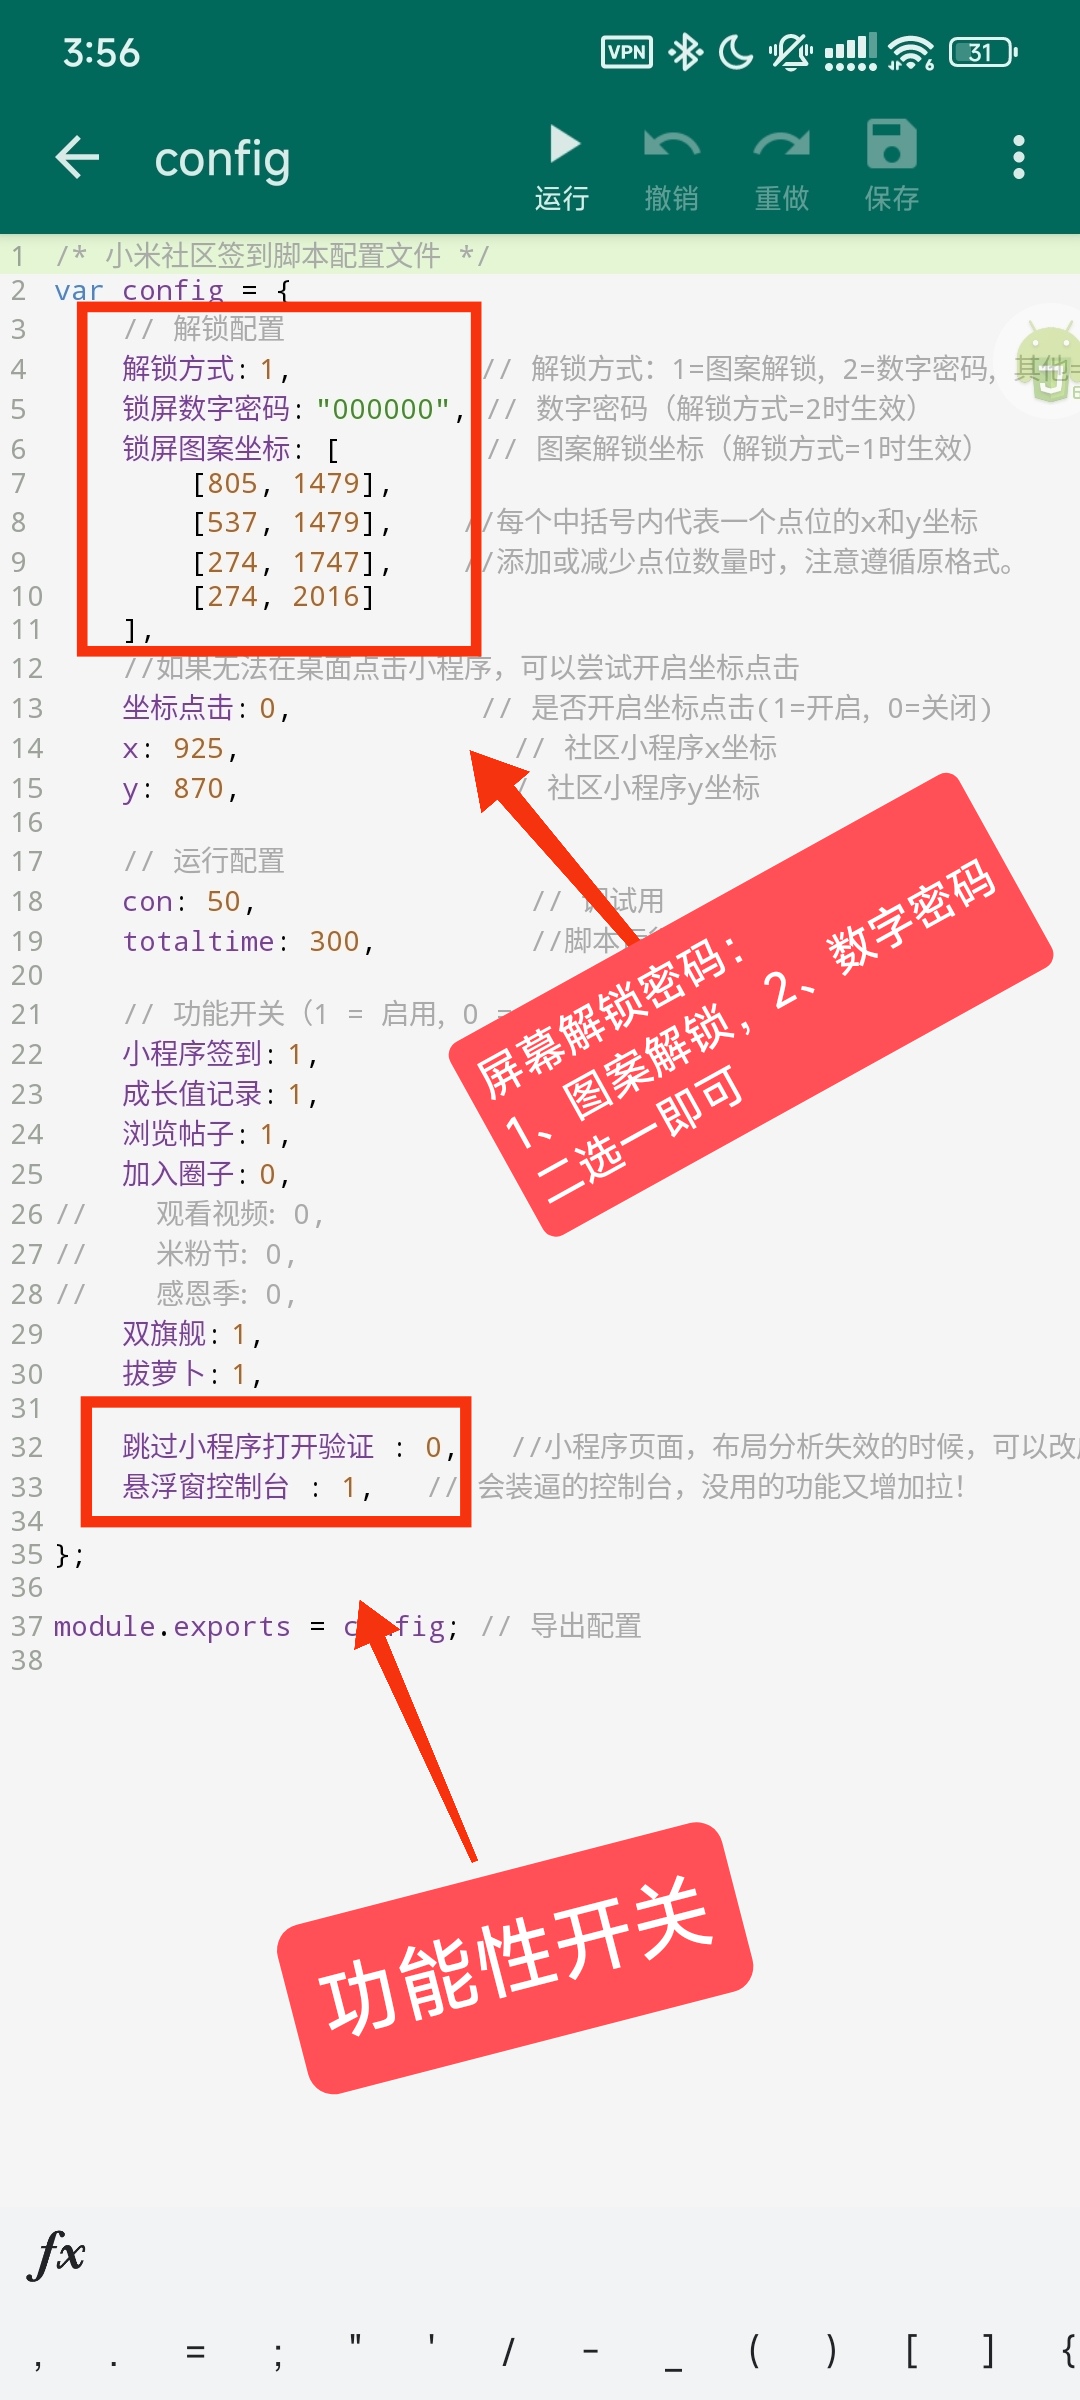 3:56
VPN 6 31
config
运行 撤销 重做 保存
1 /* 小米社区签到脚本配置文件 */
2 var config = {
3 // 解锁配置
4 解锁方式: 1, // 解锁方式: 1=图案解锁, 2=数字密码, 其他=
5 锁屏数字密码: "000000", // 数字密码（解锁方式=2时生效）
6 锁屏图案坐标: [ // 图案解锁坐标（解锁方式=1时生效）
7 [805, 1479],
8 [537, 1479], //每个中括号内代表一个点位的x和y坐标
9 [274, 1747], //添加或减少点位数量时，注意遵循原格式。
10 [274, 2016]
11 ],
12 //如果无法在桌面点击小程序，可以尝试开启坐标点击
13 坐标点击: 0, // 是否开启坐标点击(1=开启, 0=关闭)
14 x: 925, // 社区小程序x坐标
15 y: 870, / 社区小程序y坐标
16
17 // 运行配置
18 con: 50, // 调试用
19 totaltime: 300, //脚本
20
21 // 功能开关（1 = 启用, 0 =
22 小程序签到: 1,
23 成长值记录: 1,
24 浏览帖子: 1,
25 加入圈子: 0,
26 // 观看视频: 0,
27 // 米粉节: 0,
28 // 感恩季: 0,
29 双旗舰: 1,
30 拔萝卜: 1,
31
32 跳过小程序打开验证 : 0, //小程序页面，布局分析失效的时候，可以改
33 悬浮窗控制台 : 1, // 会装逼的控制台，没用的功能又增加拉！
34
35 };
36
37 module.exports = config; // 导出配置
38
屏幕解锁密码：
1、图案解锁，2、数字密码
二选一即可
功能性开关
fx
, . = ; " ' / - _ ( ) [ ] {